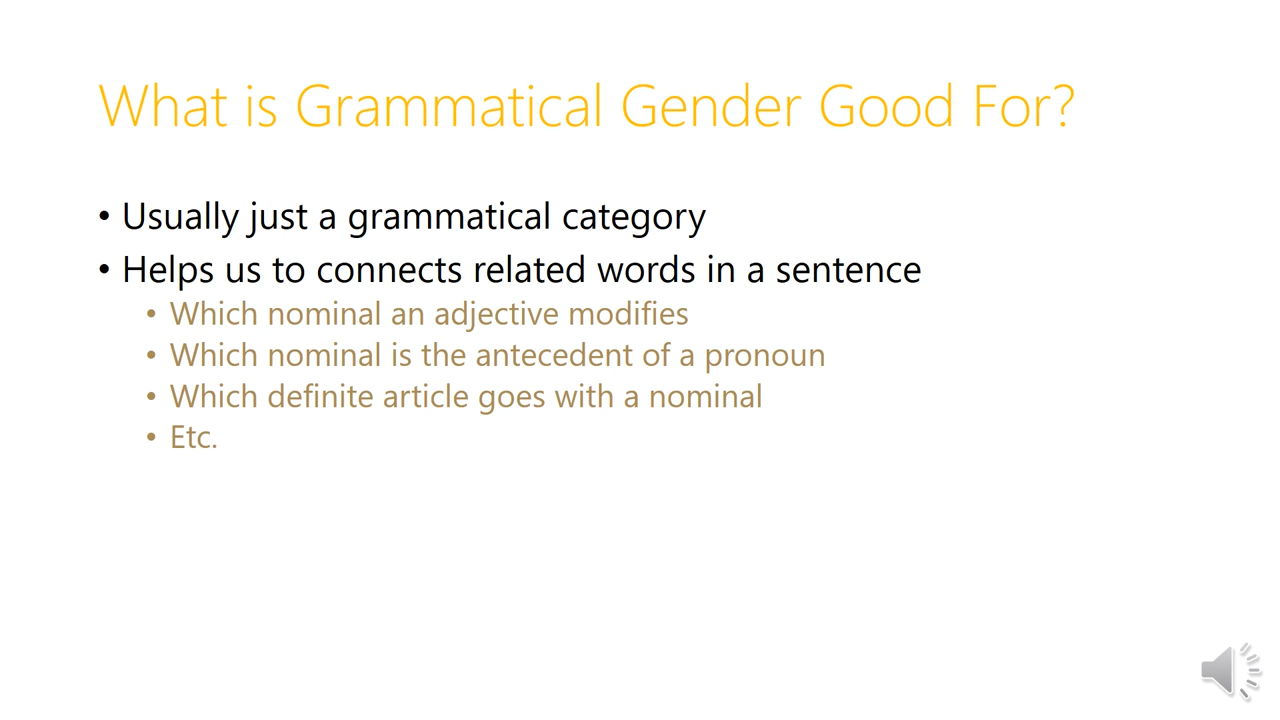 What is Grammatical Gender Good For?
• Usually just a grammatical category
• Helps us to connects related words in a sentence
• Which nominal an adjective modifies
• Which nominal is the antecedent of a pronoun
• Which definite article goes with a nominal
• Etc.